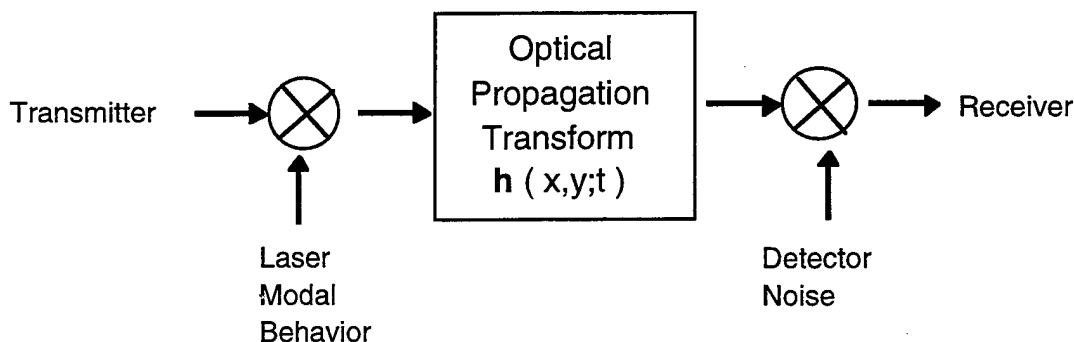 Transmitter
Optical
Propagation
Transform
h ( x,y;t )
Receiver
Laser
Modal
Behavior
Detector
Noise